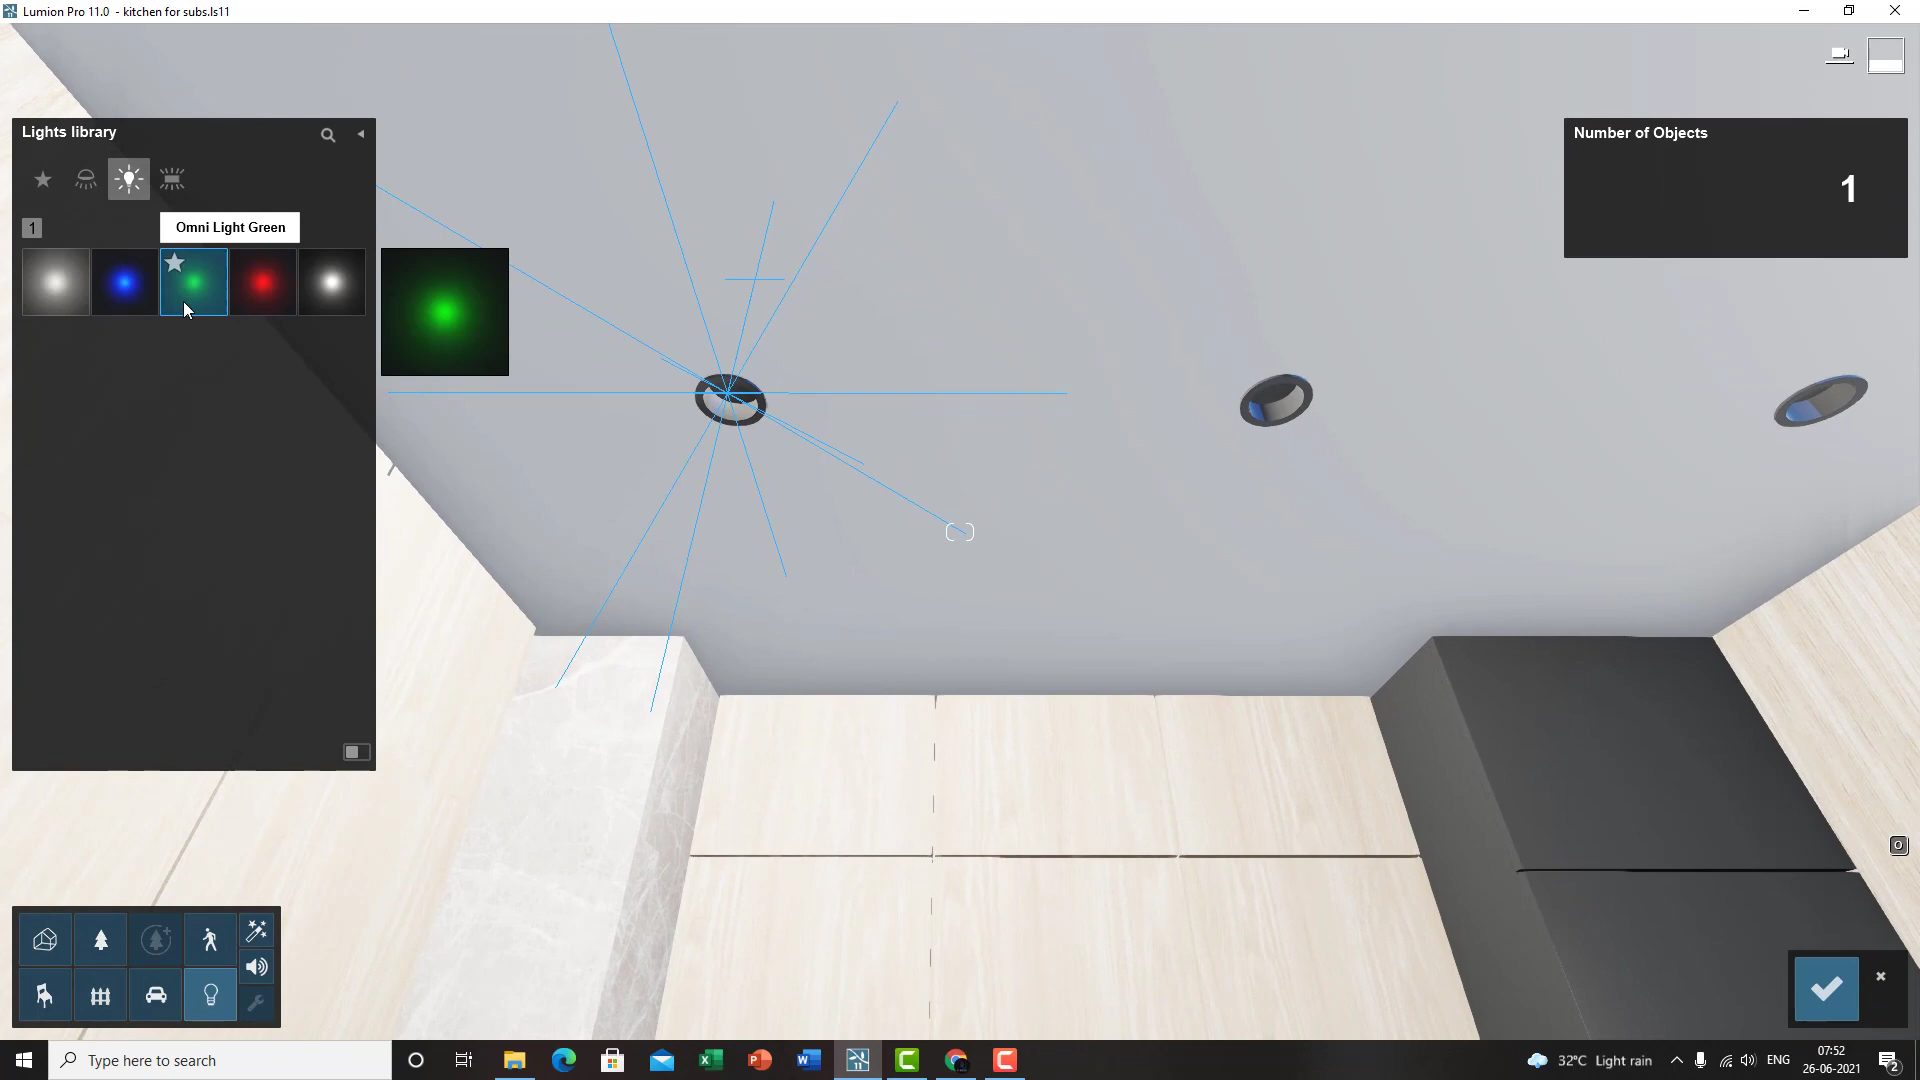 Lumion Pro 11.0 - kitchen for subs.ls11
Lights library
Number of Objects
1
1
Omni Light Green
O
Type here to search
32°C Light rain
ENG
07:52
26-06-2021
2